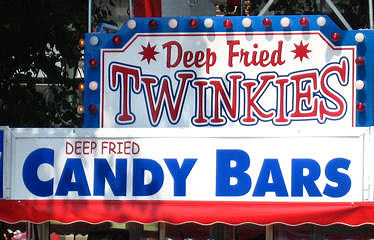 Deep Fried
TWINKIES
DEEP FRIED
CANDY BARS